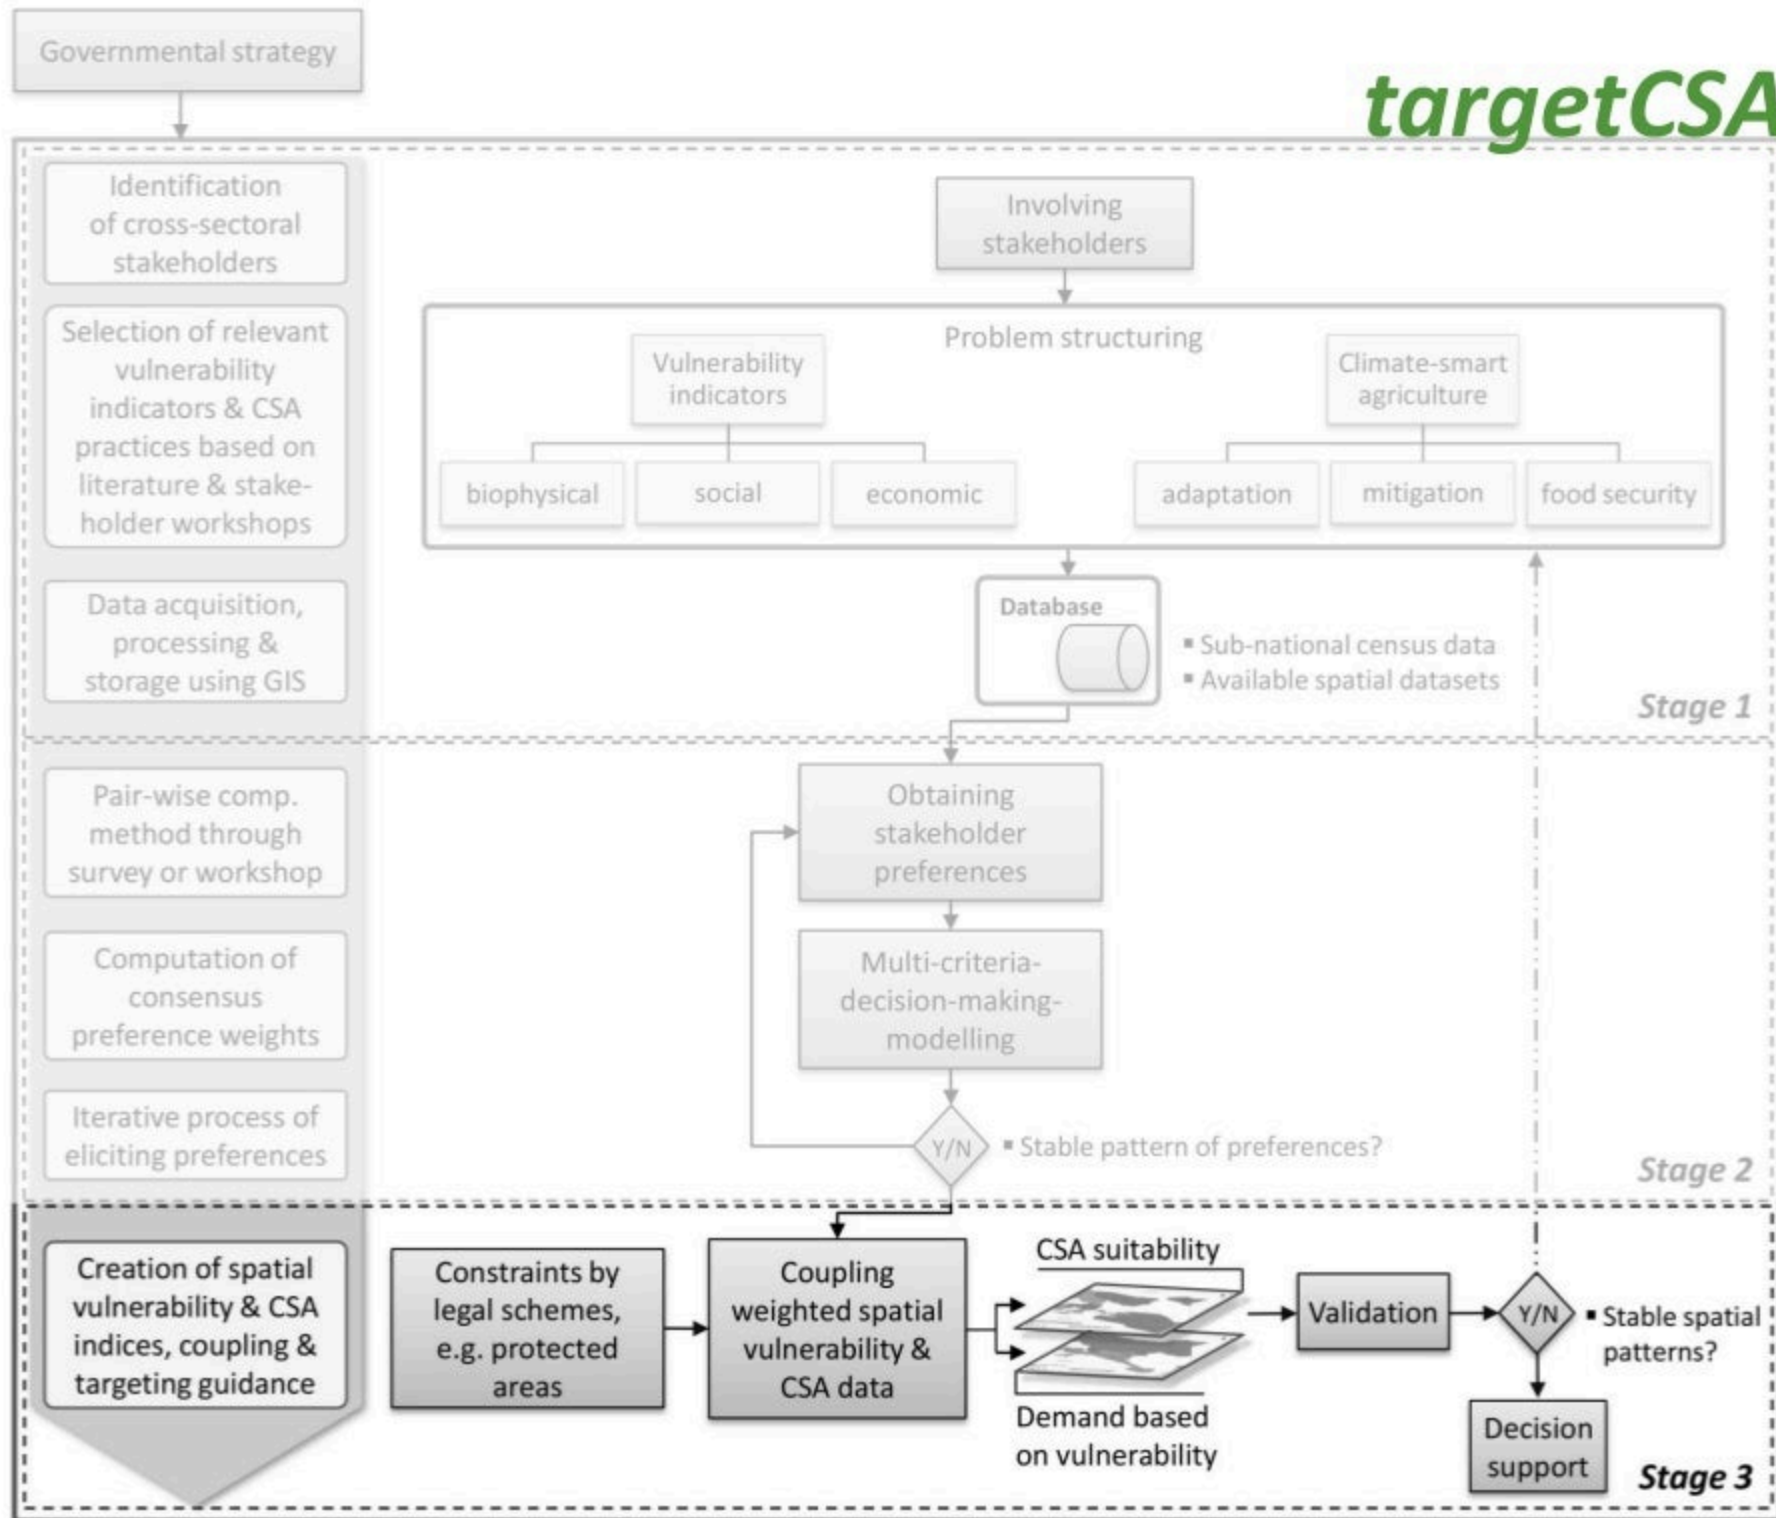 Governmental strategy
targetCSA
Identification
of cross-sectoral
stakeholders
Selection of relevant
vulnerability
indicators & CSA
practices based on
literature & stake-
holder workshops
Data acquisition,
processing &
storage using GIS
Involving
stakeholders
Problem structuring
Vulnerability
indicators
biophysical
social
economic
Climate-smart
agriculture
adaptation
mitigation
food security
Database
▪ Sub-national census data
▪ Available spatial datasets
Stage 1
Pair-wise comp.
method through
survey or workshop
Computation of
consensus
preference weights
Iterative process of
eliciting preferences
Obtaining
stakeholder
preferences
Multi-criteria-
decision-making-
modelling
Y/N
▪ Stable pattern of preferences?
Stage 2
Creation of spatial
vulnerability & CSA
indices, coupling &
targeting guidance
Constraints by
legal schemes,
e.g. protected
areas
Coupling
weighted spatial
vulnerability &
CSA data
CSA suitability
Demand based
on vulnerability
Validation
Y/N
▪ Stable spatial
patterns?
Decision
support
Stage 3